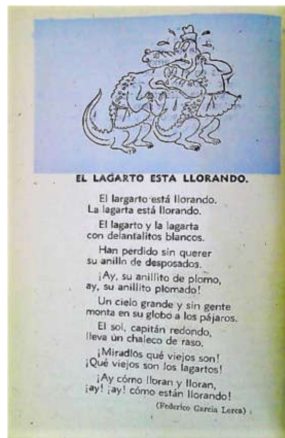 EL LAGARTO ESTA LLORANDO.
El largarto está llorando.
La lagarta está llorando.
El lagarto y la lagarta
con delantalitos blancos.
Han perdido sin querer
su anillo de desposados.
¡Ay, su anillito de plomo,
ay, su anillito plomado!
Un cielo grande y sin gente
monta en su globo a los pájaros.
El sol, capitán redondo,
lleva un chaleco de raso.
¡Miradlos qué viejos son!
¡Qué viejos son los lagartos!
¡Ay cómo lloran y lloran,
¡ay! ¡ay! cómo están llorando!
(Federico García Lorca)